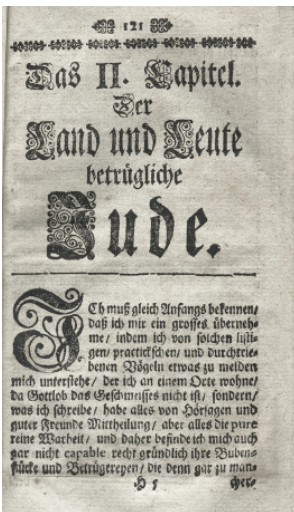 121
Das II. Capitel.
Der
Land und Leute
betrügliche
Jude.
ICh muß gleich Anfangs bekennen/
daß ich mir ein grosses überneh-
me/ indem ich von solchen listi-
gen/ practickschen/ und durchtrie-
benen Vögeln etwas zu melden
mich unterstehe/ der ich an einem Orte wohne/
da Gottlob das Geschmeisses nicht ist/ sondern/
was ich schreibe/ habe alles von Hörsagen und
guter Freunde Mittheilung/ aber alles die pure
reine Warheit/ und daher befinde ich mich auch
gar nicht capable recht gründlich ihre Buben-
stücke und Betrügereyen/ die denn gar zu man-
H 5 cher-